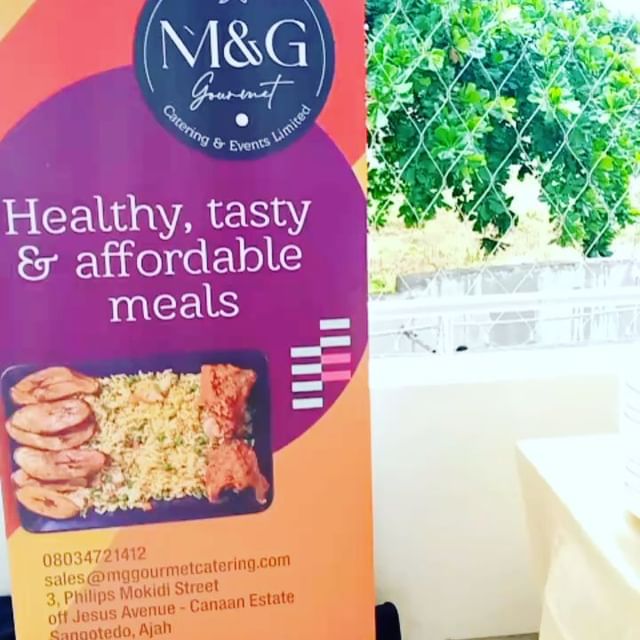 M&G
Gourmet
Catering & Events Limited
Healthy, tasty
& affordable
meals
08034721412
sales@mggourmetcatering.com
3, Philips Mokidi Street
off Jesus Avenue - Canaan Estate
Sangotedo, Ajah